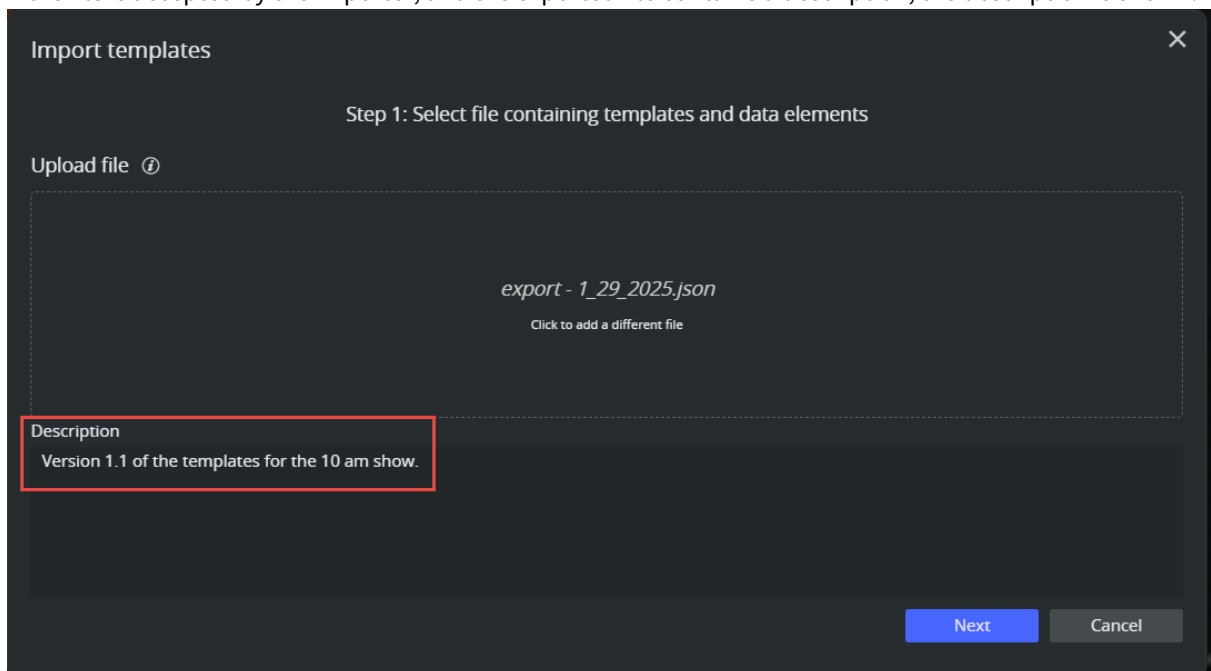 Import templates
Step 1: Select file containing templates and data elements
Upload file
export - 1_29_2025.json
Click to add a different file
Description
Version 1.1 of the templates for the 10 am show.
Next Cancel